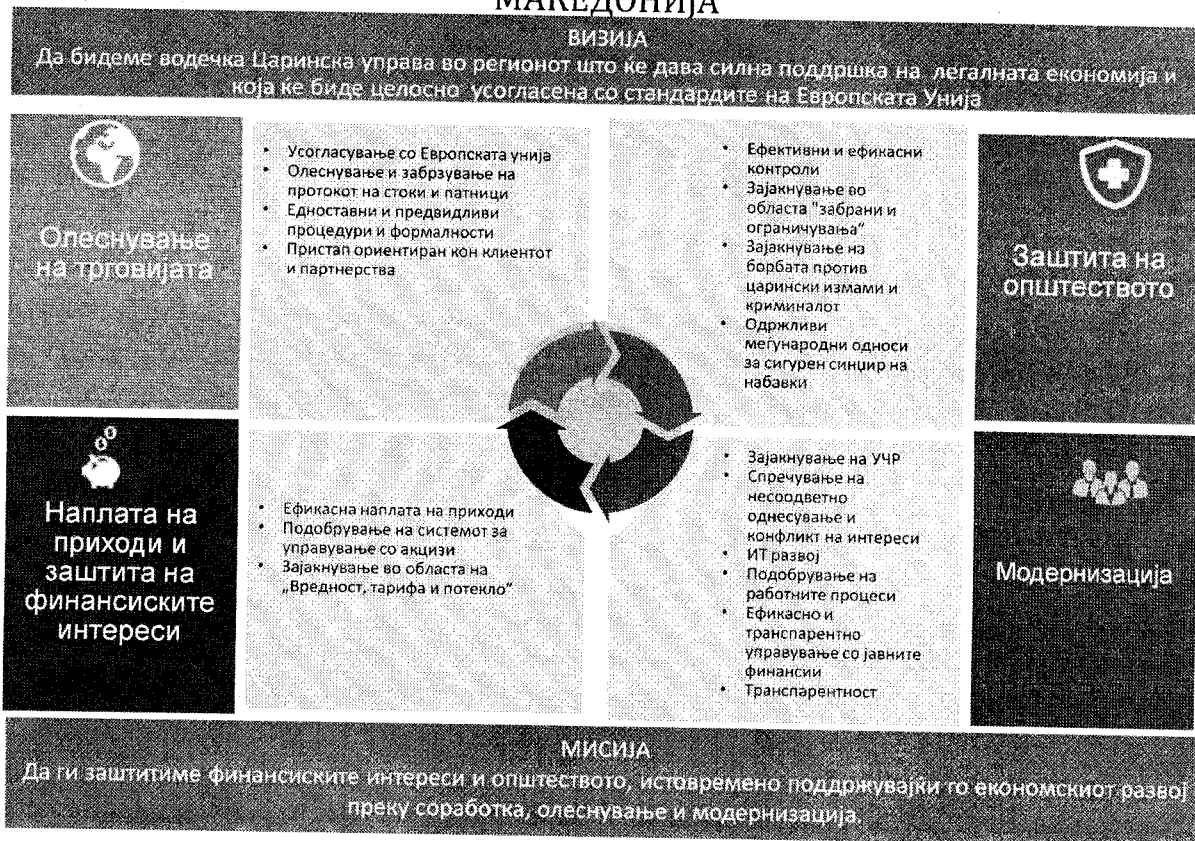 МАКЕДОНИЈА
ВИЗИЈА
Да бидеме водечка Царинска управа во регионот што ќе дава силна поддршка на легалната економија и
која ќе биде целосно усогласена со стандардите на Европската Унија
Олеснување
на трговијата
• Усогласување со Европската унија
• Олеснување и забрзување на
протокот на стоки и патници
• Едноставни и предвидливи
процедури и формалности
• Пристап ориентиран кон клиентот
и партнерства
• Ефективни и ефикасни
контроли
• Зајакнување во
областа "забрани и
ограничувања"
• Зајакнување на
борбата против
царински измами и
криминалот
• Одржливи
меѓународни односи
за сигурен синџир на
набавки
Заштита на
општеството
Наплата на
приходи и
заштита на
финансиските
интереси
• Ефикасна наплата на приходи
• Подобрување на системот за
управување со акцизи
• Зајакнување во областа на
„Вредност, тарифа и потекло“
• Зајакнување на УЧР
• Спречување на
несоодветно
однесување и
конфликт на интереси
• ИТ развој
• Подобрување на
работните процеси
• Ефикасно и
транспарентно
управување со јавните
финансии
• Транспарентност
Модернизација
МИСИЈА
Да ги заштитиме финансиските интереси и општеството, истовремено поддржувајќи го економскиот развој
преку соработка, олеснување и модернизација.